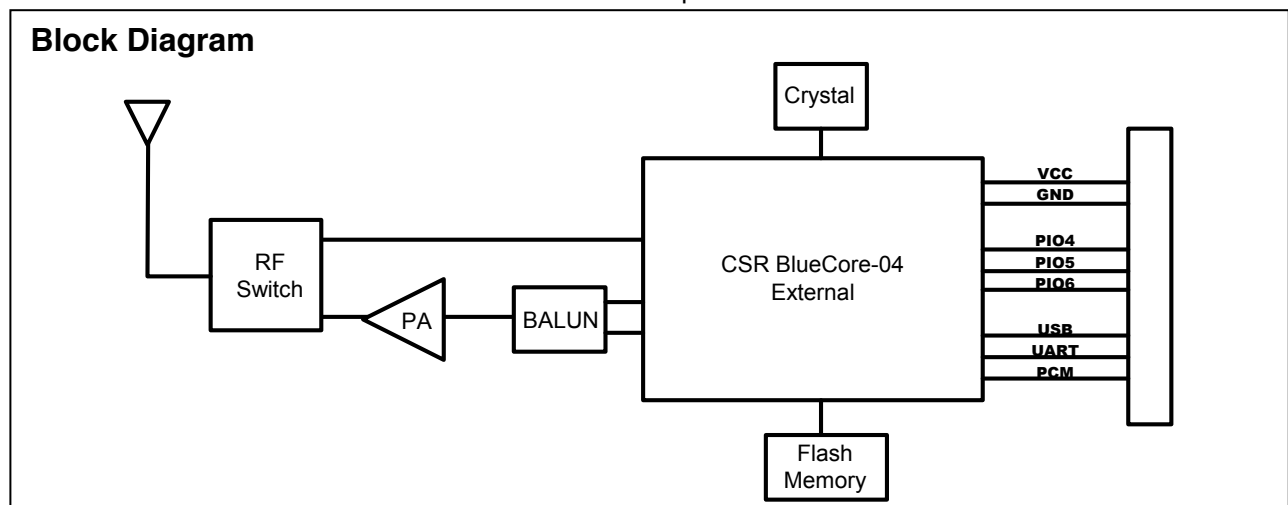 Block Diagram
Crystal
VCC
GND
PIO4
PIO5
PIO6
USB
UART
PCM
CSR BlueCore-04
External
RF
Switch
PA
BALUN
Flash
Memory